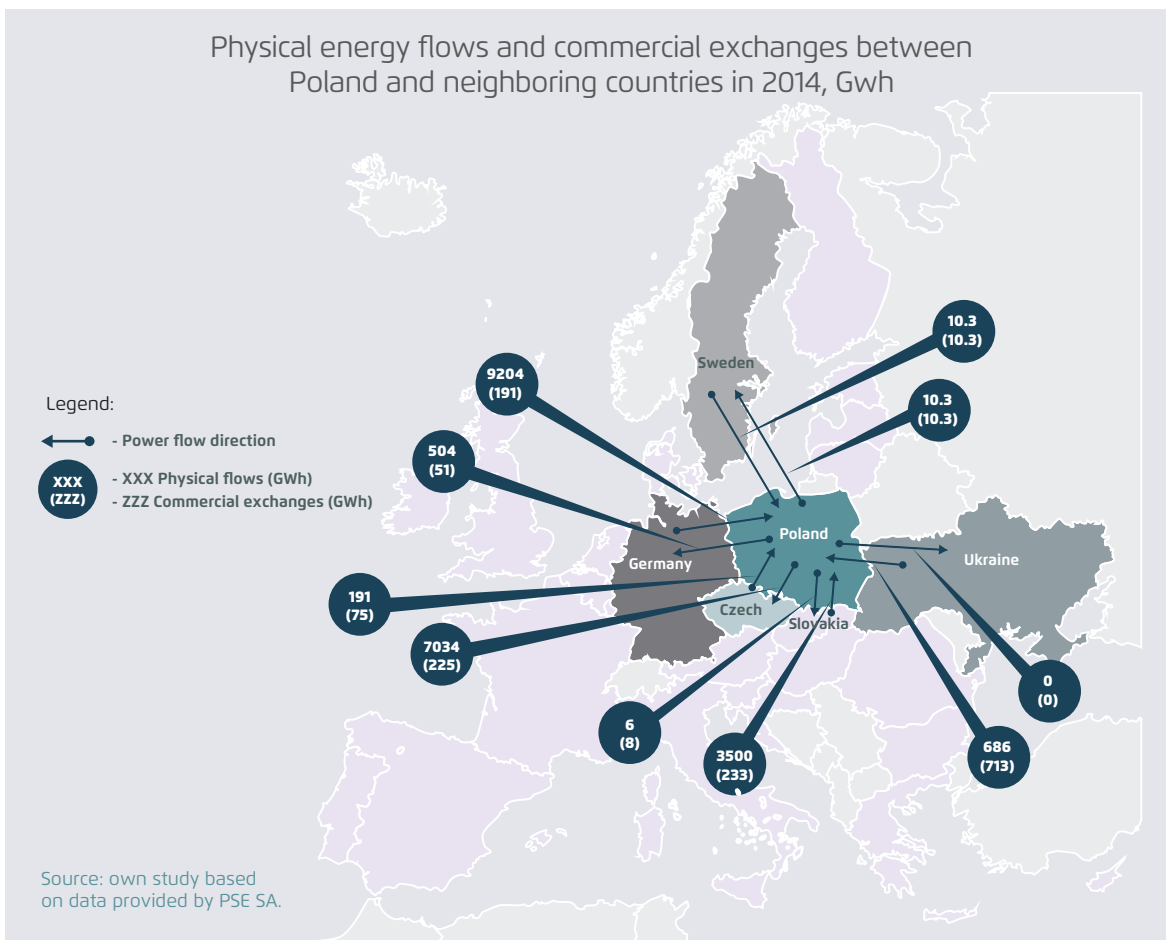 Physical energy flows and commercial exchanges between
Poland and neighboring countries in 2014, Gwh
10.3
(10.3)
Sweden
9204
(191)
10.3
(10.3)
Legend:
- Power flow direction
504
(51)
XXX
(ZZZ)
- XXX Physical flows (GWh)
- ZZZ Commercial exchanges (GWh)
Poland
Germany
Ukraine
191
(75)
Czech
Slovakia
7034
(225)
0
(0)
6
(8)
3500
(233)
686
(713)
Source: own study based
on data provided by PSE SA.